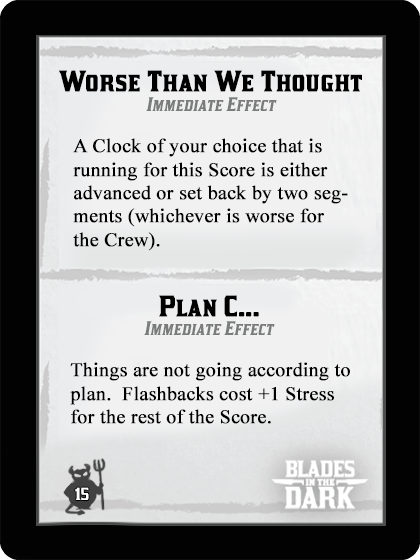 Worse Than We Thought
Immediate Effect
A Clock of your choice that is
running for this Score is either
advanced or set back by two seg-
ments (whichever is worse for
the Crew).
Plan C...
Immediate Effect
Things are not going according to
plan. Flashbacks cost +1 Stress
for the rest of the Score.
15
BLADES
IN THE
DARK